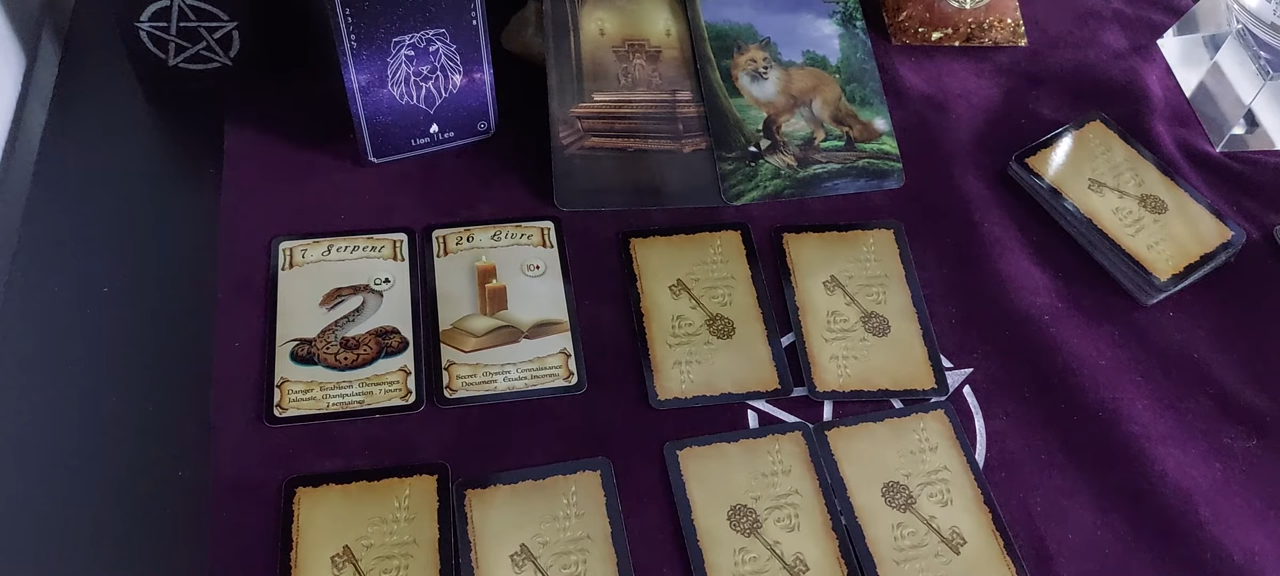 Lion | Leo
7. Serpent
Q♣
Danger . Trahison . Mensonges .
Jalousie . Manipulation . 7 jours
2 semaines
26. Livre
10♦
Secret . Mystère . Connaissance
Document . Études. Inconnu